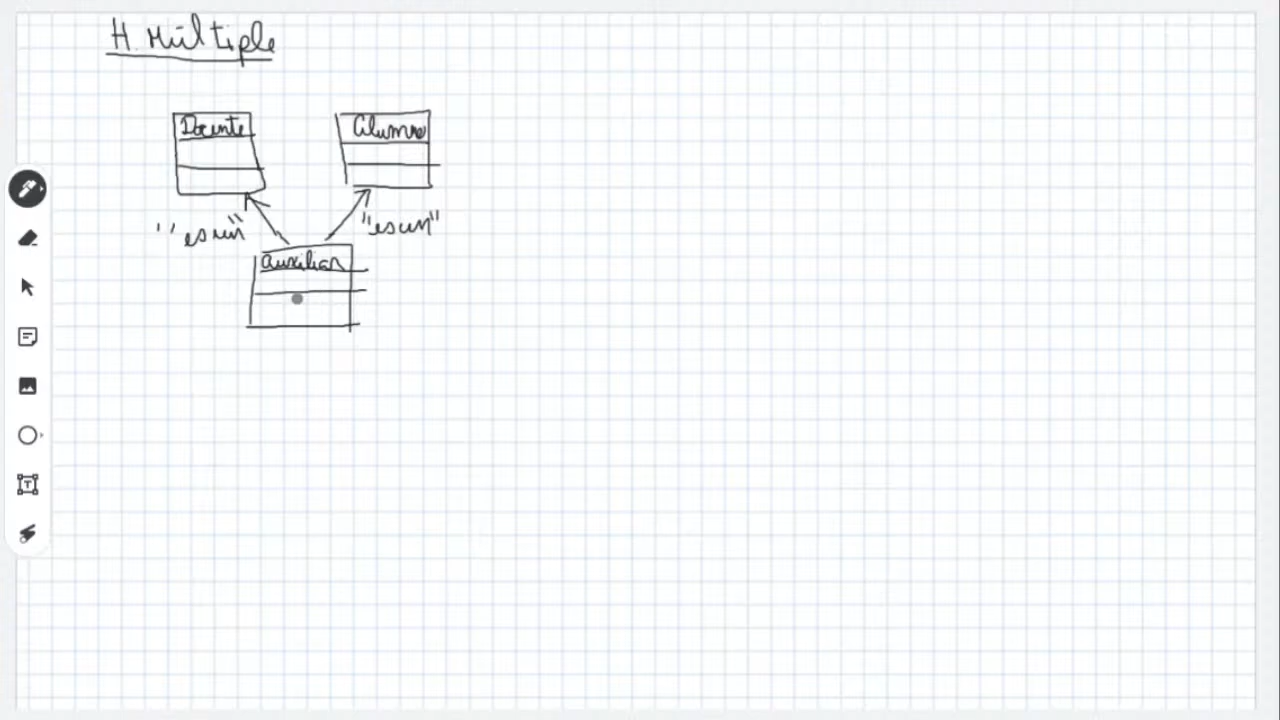 H. Múltiple
Docente
Alumno
"es un"
"es un"
Auxiliar